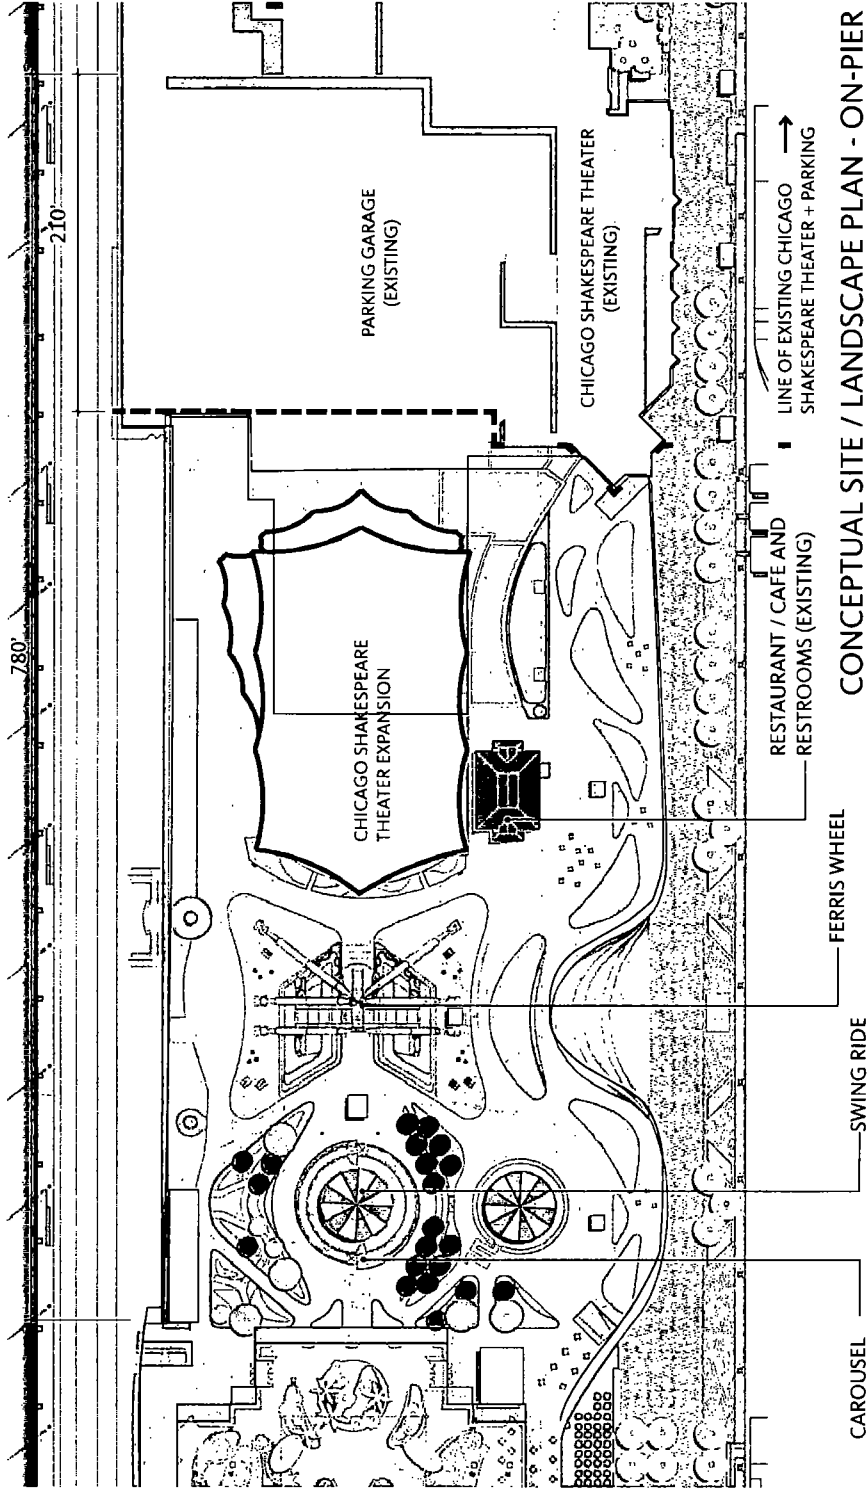 780'
210'
PARKING GARAGE
(EXISTING)
CHICAGO SHAKESPEARE THEATER
(EXISTING)
CHICAGO SHAKESPEARE
THEATER EXPANSION
LINE OF EXISTING CHICAGO
SHAKESPEARE THEATER + PARKING
RESTAURANT / CAFE AND
RESTROOMS (EXISTING)
FERRIS WHEEL
SWING RIDE
CAROUSEL
CONCEPTUAL SITE / LANDSCAPE PLAN - ON-PIER